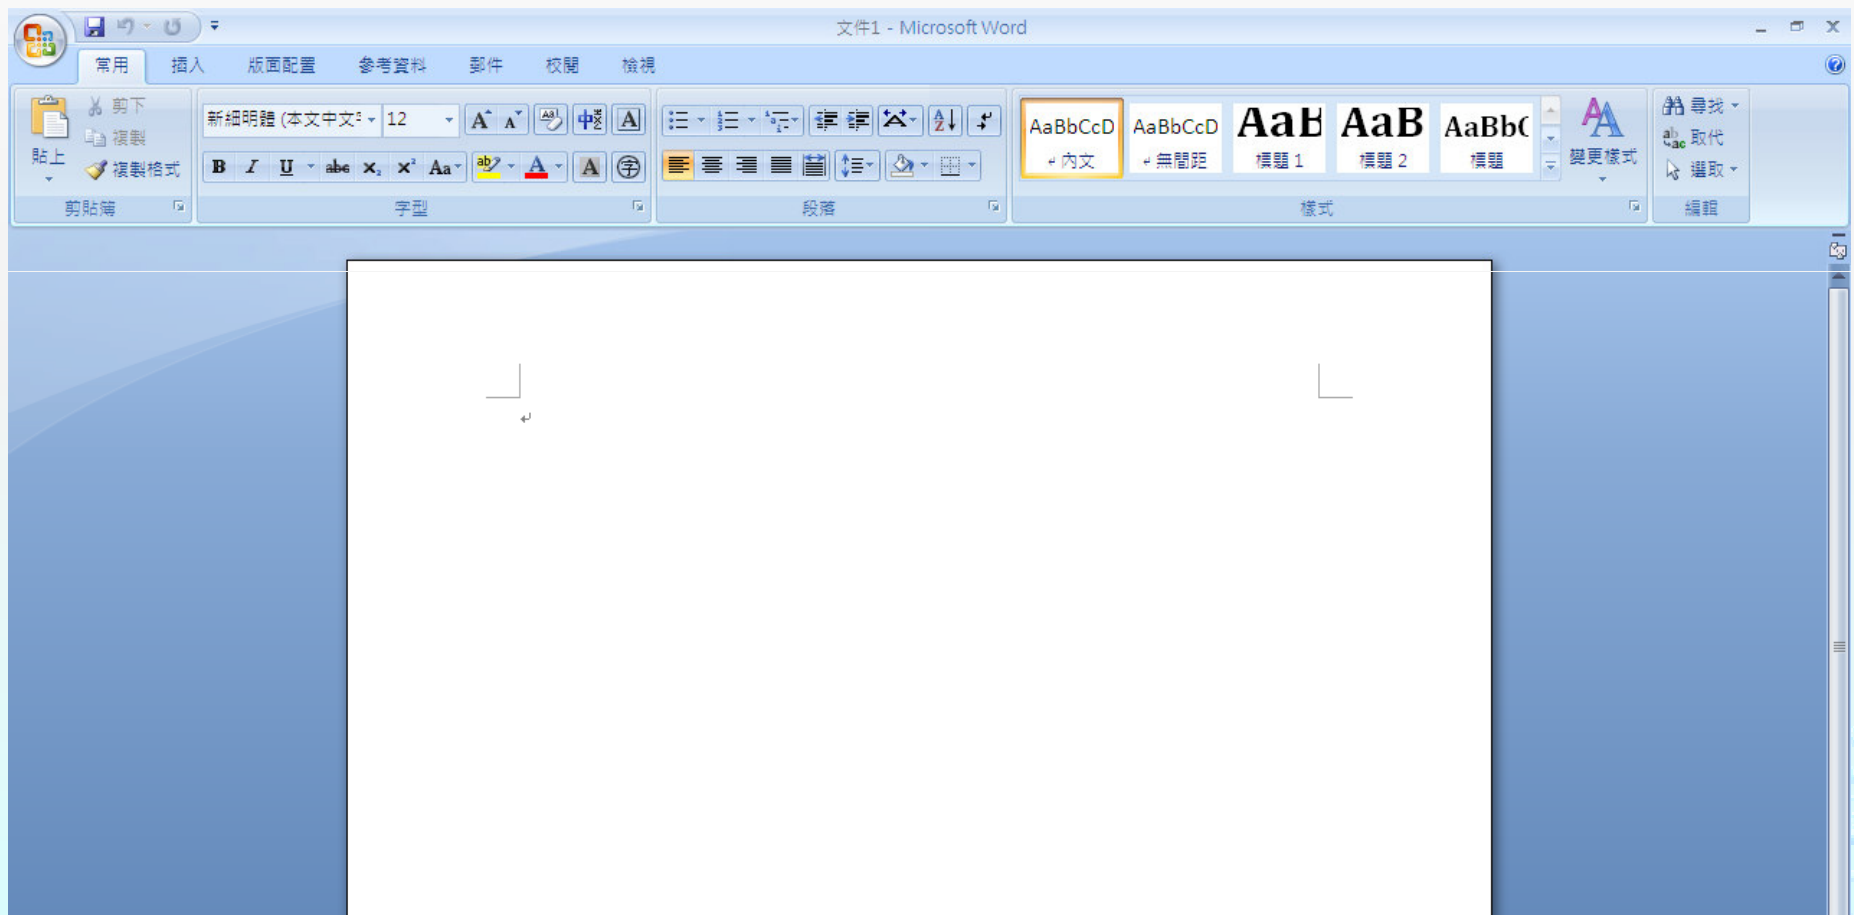 文件1 - Microsoft Word
常用 插入 版面配置 參考資料 郵件 校閱 檢視
貼上 剪下 複製 複製格式
剪貼簿
新細明體 (本文中文 12
字型
段落
AaBbCcD AaBbCcD AaB AaB AaBbC
內文 無間距 標題 1 標題 2 標題
變更樣式
樣式
尋找
取代
選取
編輯